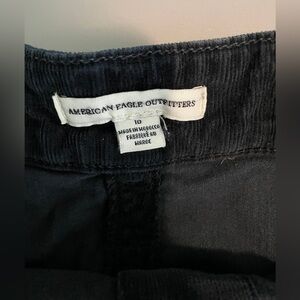 AMERICAN EAGLE OUTFITTERS
10
MADE IN MOROCCO
FABRIQUÉ AU
MAROC